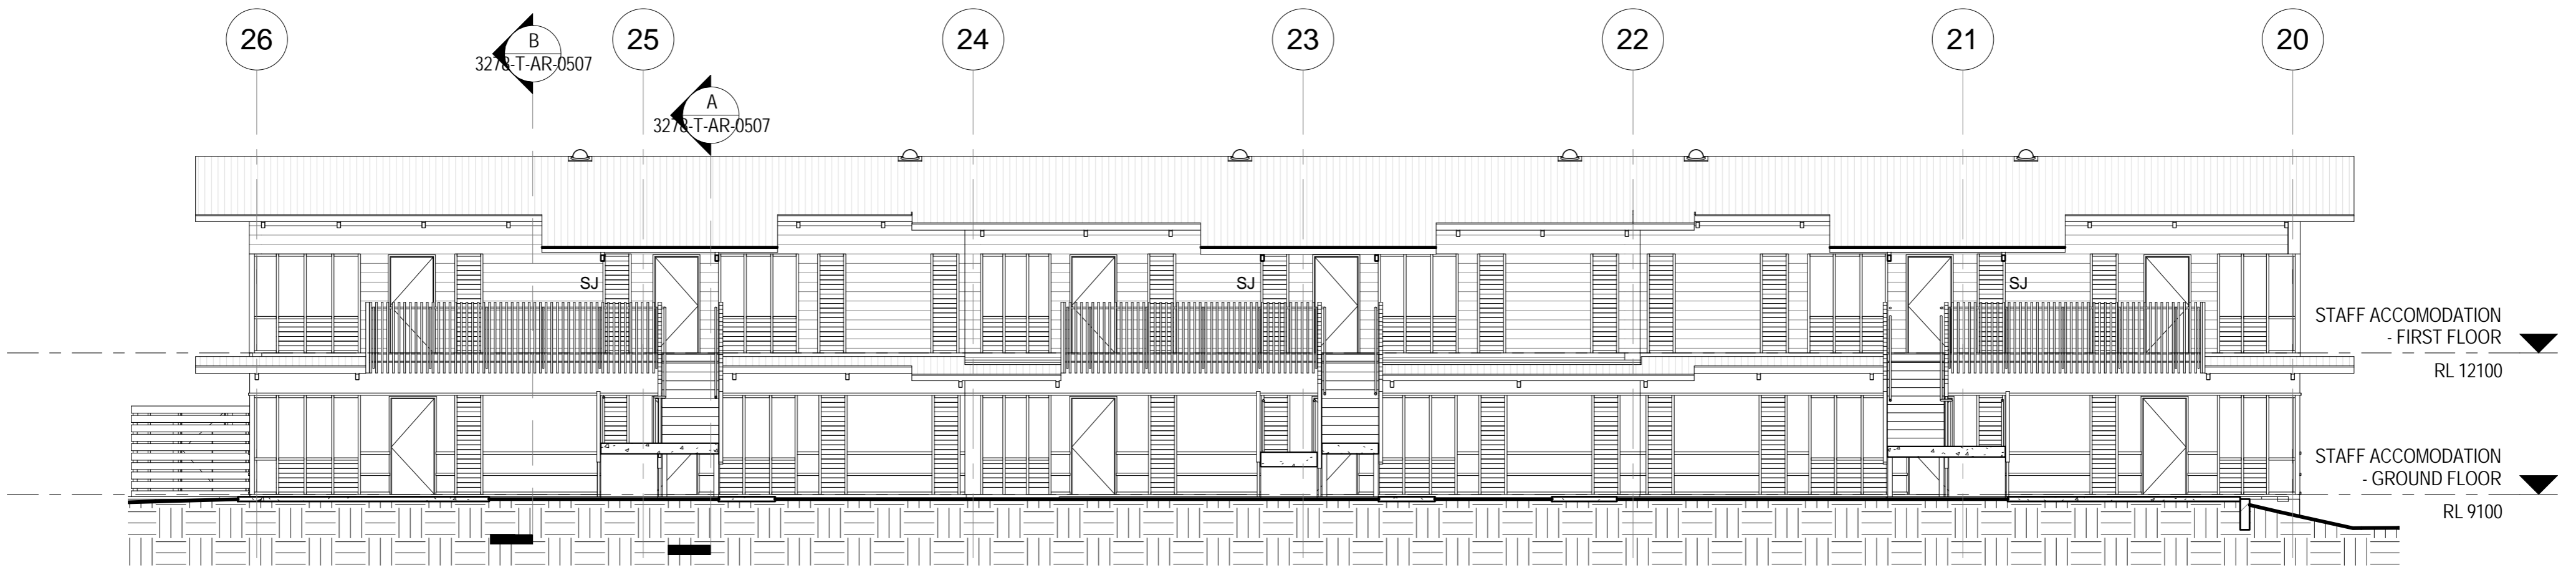 26
B
3278-T-AR-0507
25
24
23
22
21
20
A
3278-T-AR-0507
SJ
SJ
SJ
STAFF ACCOMODATION
- FIRST FLOOR
RL 12100
STAFF ACCOMODATION
- GROUND FLOOR
RL 9100